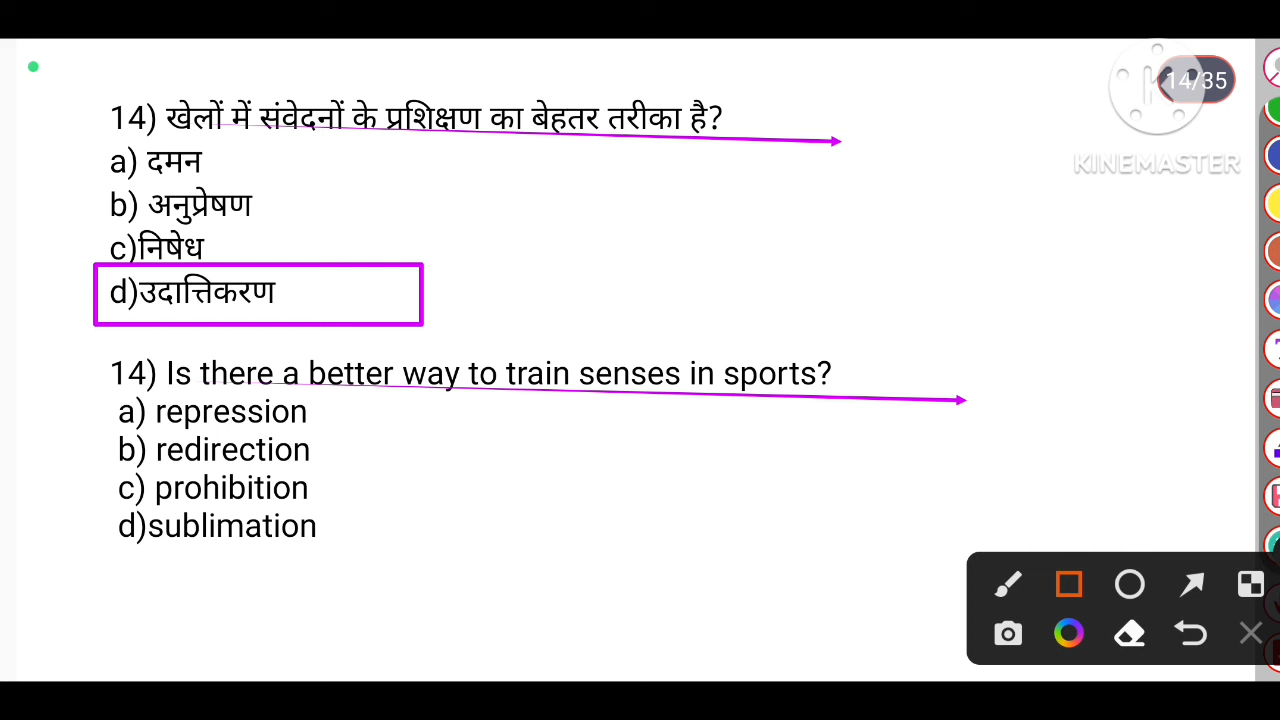 14/35
KINEMASTER
14) खेलों में संवेदनों के प्रशिक्षण का बेहतर तरीका है?
a) दमन
b) अनुप्रेषण
c)निषेध
d)उदात्तिकरण
14) Is there a better way to train senses in sports?
a) repression
b) redirection
c) prohibition
d)sublimation